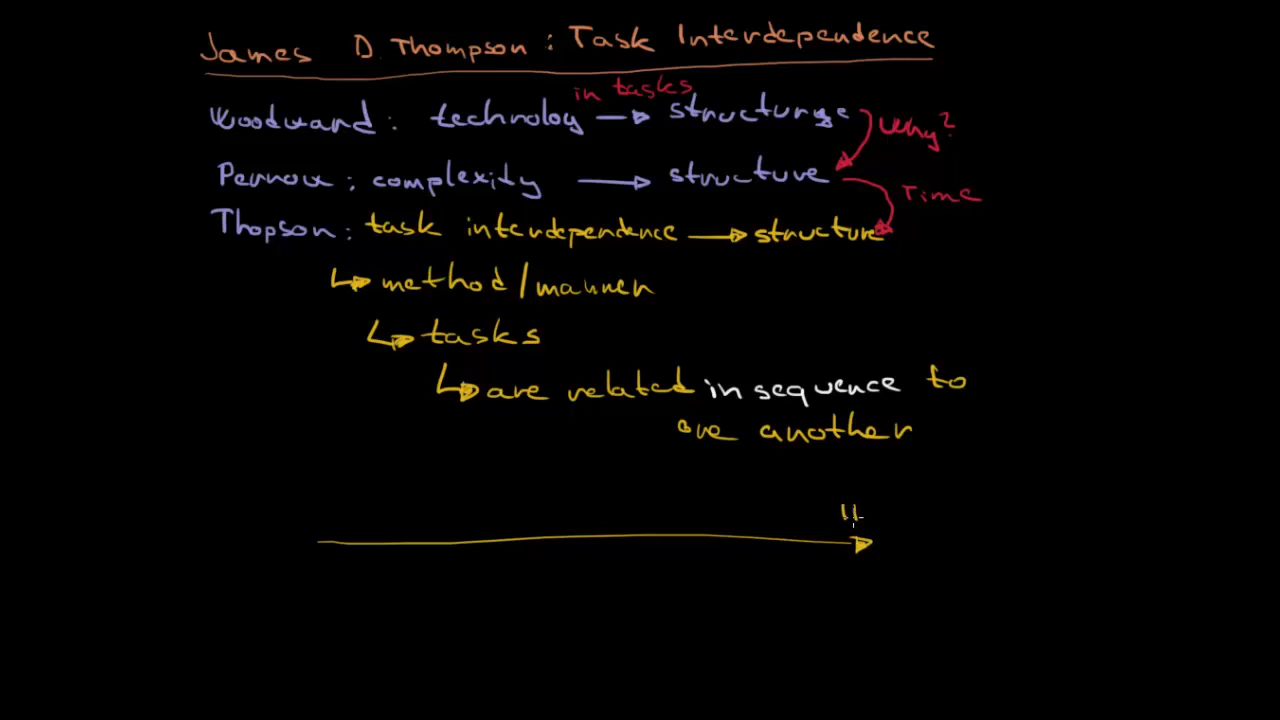 James D. Thompson: Task Interdependence
in tasks
Woodward: technoloy → structure Why?
Perrow: complexity → structure Time
Thopson: task interdependence → structure
↳ method/manner
↳ tasks
↳ are related in sequence to
one another